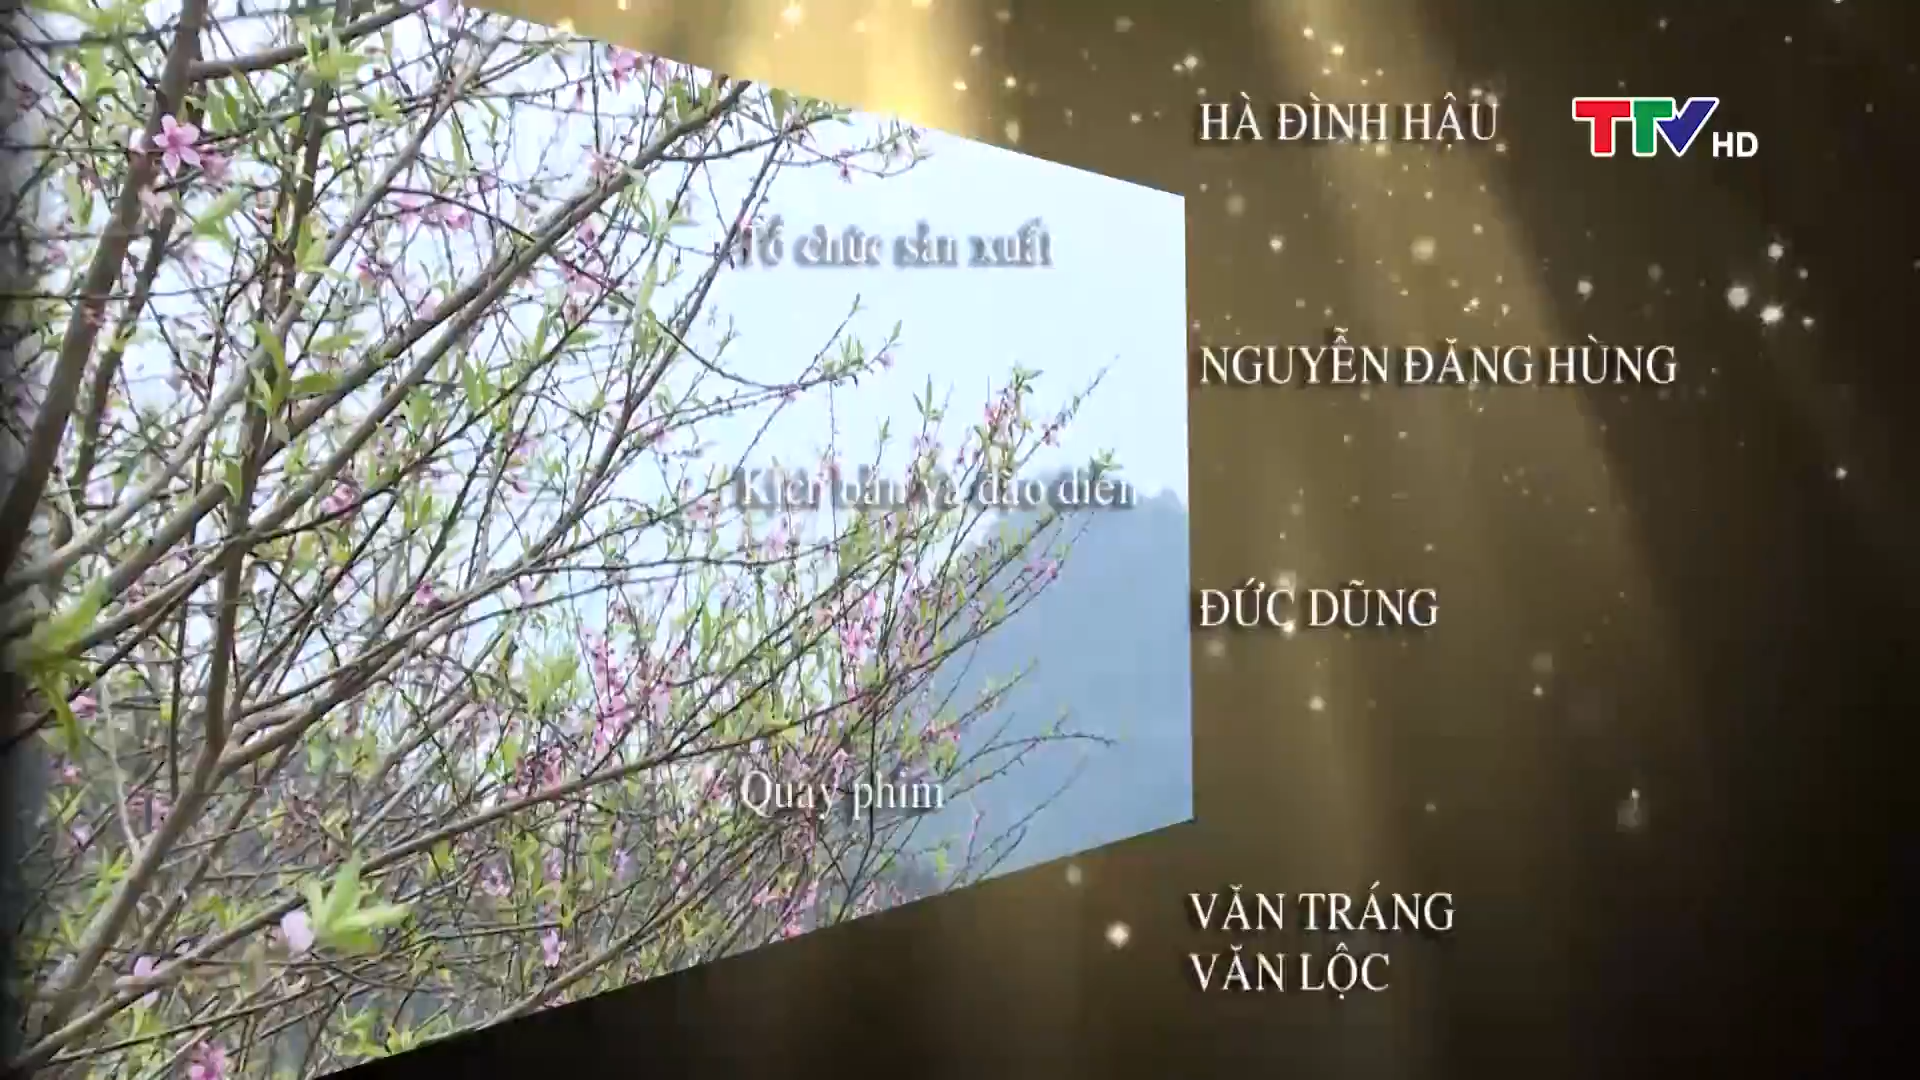 HÀ ĐÌNH HẬU
TTV HD
Tổ chức sản xuất
NGUYỄN ĐĂNG HÙNG
Kịch bản và đạo diễn
ĐỨC DŨNG
Quay phim
VĂN TRÁNG
VĂN LỘC